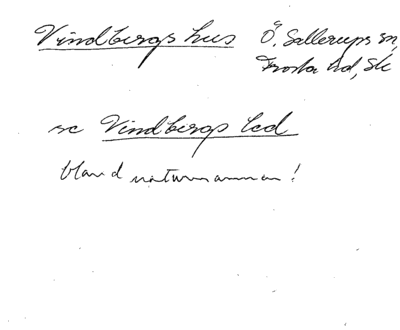 Vindbergs hus Ö. Sallerups sn,
Frosta hd, Sk
se Vindbergs led
bland naturnamnen!